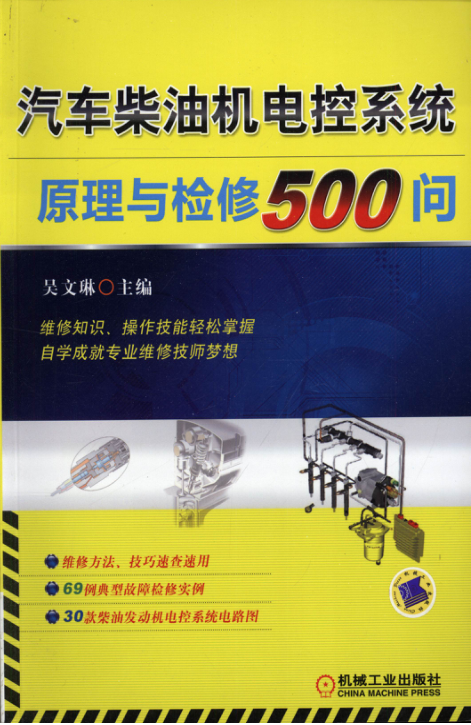 汽车柴油机电控系统
原理与检修500问
吴文琳〇主编
维修知识、操作技能轻松掌握
自学成就专业维修技师梦想
维修方法、技巧速查速用
69例典型故障检修实例
30款柴油发动机电控系统电路图
机械工业出版社
CHINA MACHINE PRESS